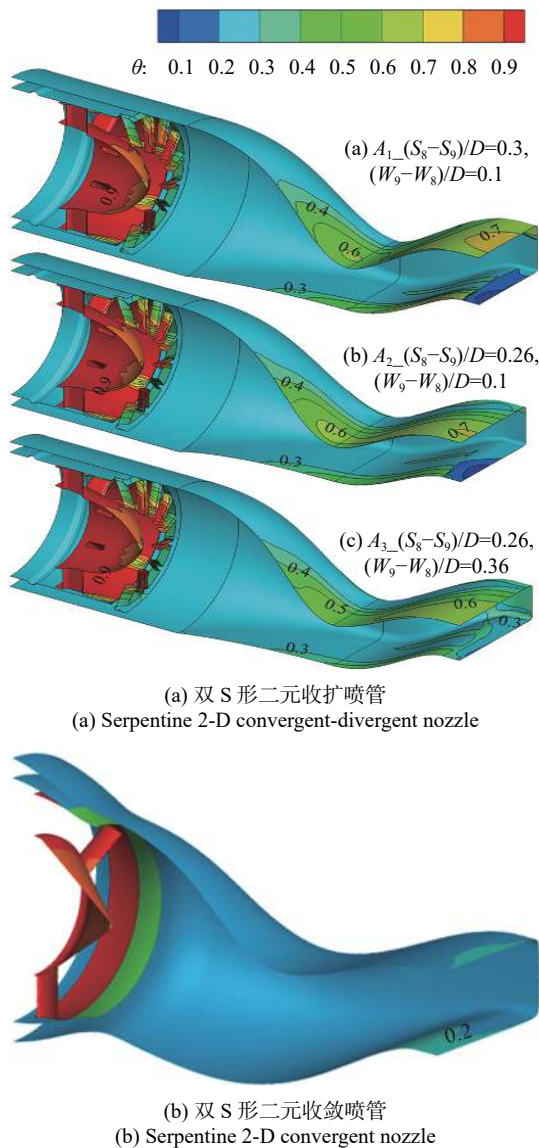 θ: 0.1 0.2 0.3 0.4 0.5 0.6 0.7 0.8 0.9
(a) A₁_(S₈−S₉)/D=0.3,
(W₉−W₈)/D=0.1
0.9
0.4
0.6
0.7
0.3
(b) A₂_(S₈−S₉)/D=0.26,
(W₉−W₈)/D=0.1
0.9
0.4
0.6
0.7
0.3
(c) A₃_(S₈−S₉)/D=0.26,
(W₉−W₈)/D=0.36
0.9
0.4
0.5
0.6
0.3
0.3
(a) 双 S 形二元收扩喷管
(a) Serpentine 2-D convergent-divergent nozzle
0.2
(b) 双 S 形二元收敛喷管
(b) Serpentine 2-D convergent nozzle